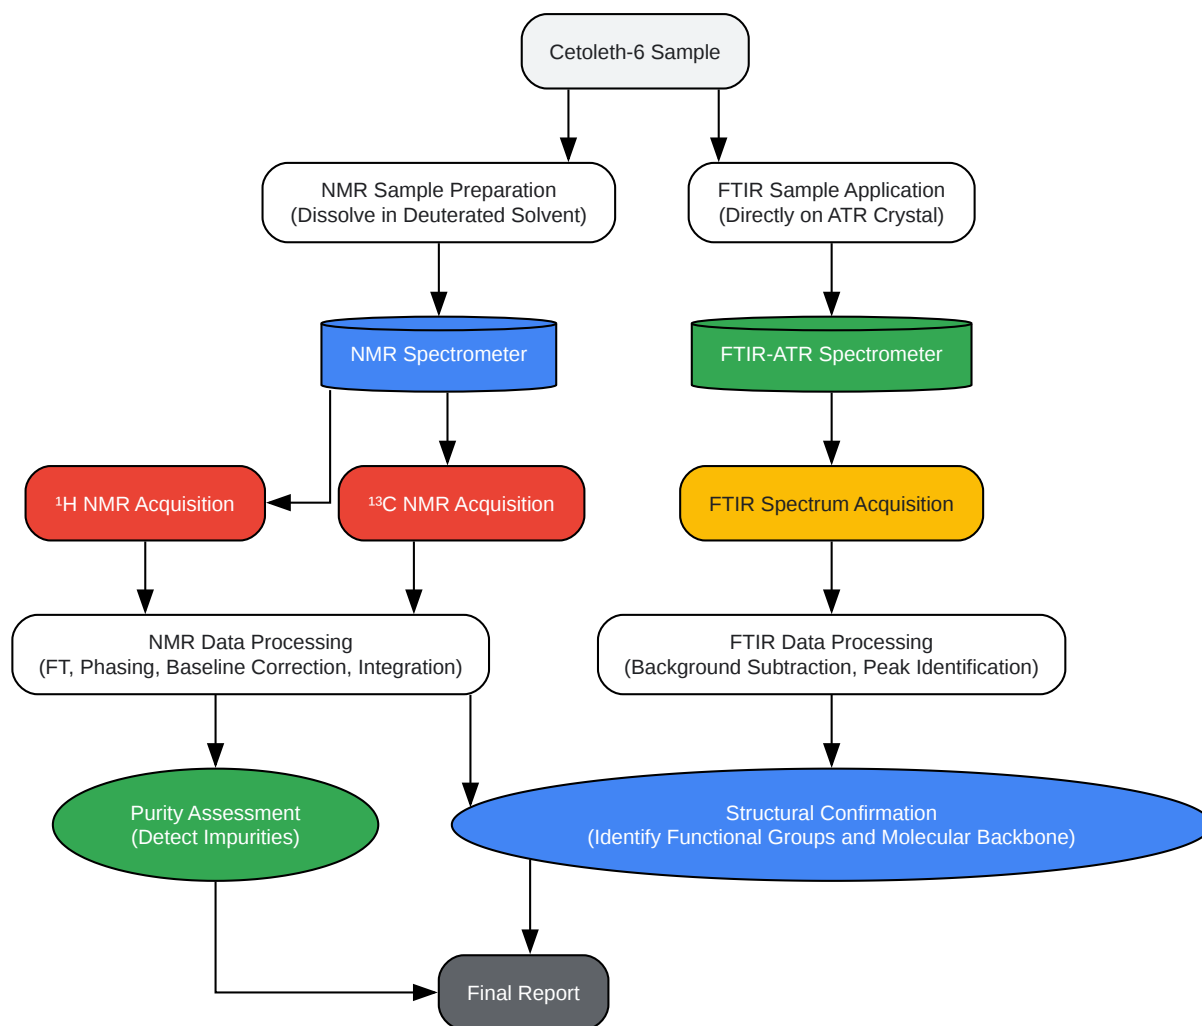 Cetoleth-6 Sample
NMR Sample Preparation
(Dissolve in Deuterated Solvent)
FTIR Sample Application
(Directly on ATR Crystal)
NMR Spectrometer
FTIR-ATR Spectrometer
¹H NMR Acquisition
¹³C NMR Acquisition
FTIR Spectrum Acquisition
NMR Data Processing
(FT, Phasing, Baseline Correction, Integration)
FTIR Data Processing
(Background Subtraction, Peak Identification)
Purity Assessment
(Detect Impurities)
Structural Confirmation
(Identify Functional Groups and Molecular Backbone)
Final Report